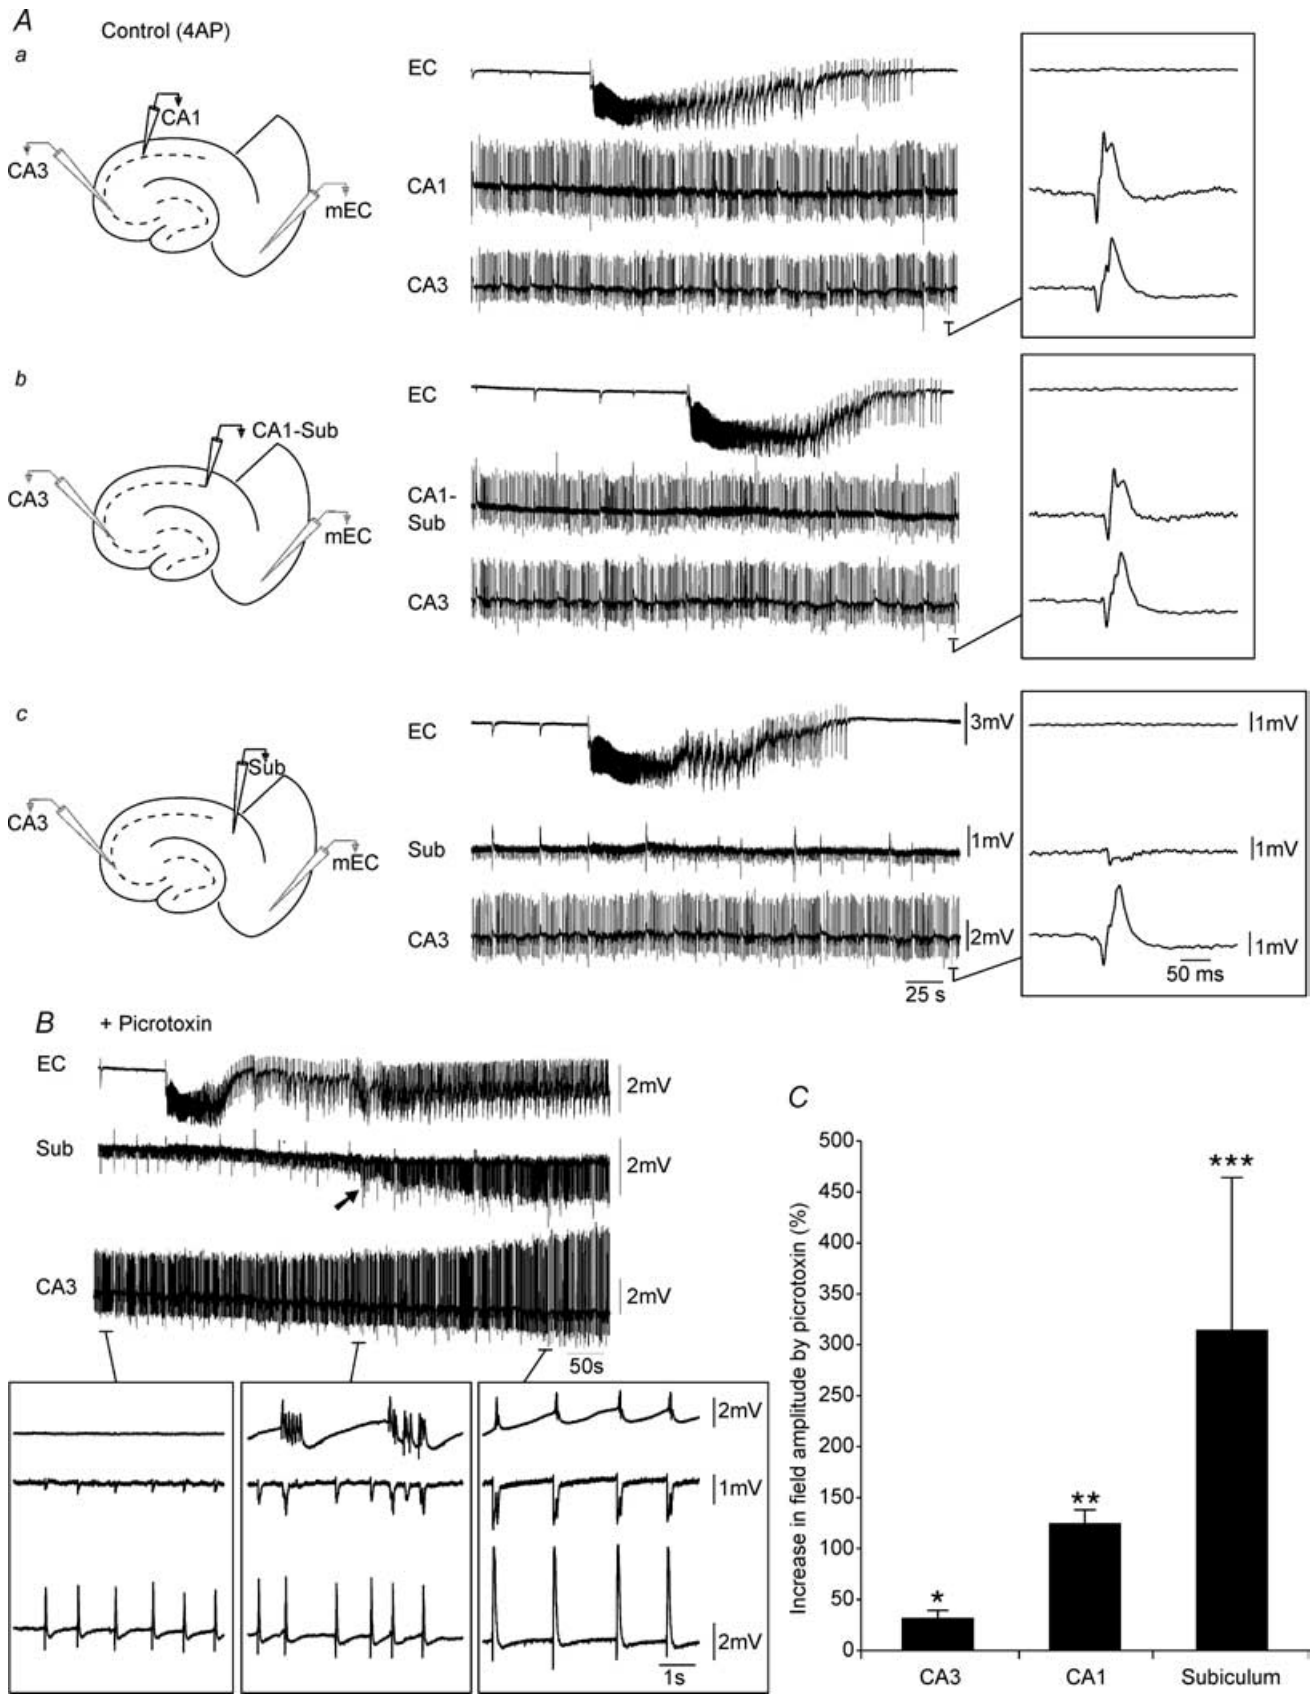 A
Control (4AP)
a
CA1
CA3
mEC
EC
CA1
CA3
b
CA1-Sub
CA3
mEC
EC
CA1-
Sub
CA3
c
Sub
CA3
mEC
EC
3mV
Sub
1mV
CA3
2mV
25 s
1mV
1mV
1mV
50 ms
B
+ Picrotoxin
EC
2mV
Sub
2mV
CA3
2mV
50s
2mV
1mV
2mV
1s
C
Increase in field amplitude by picrotoxin (%)
500
450
400
350
300
250
200
150
100
50
0
*
**
***
CA3
CA1
Subiculum